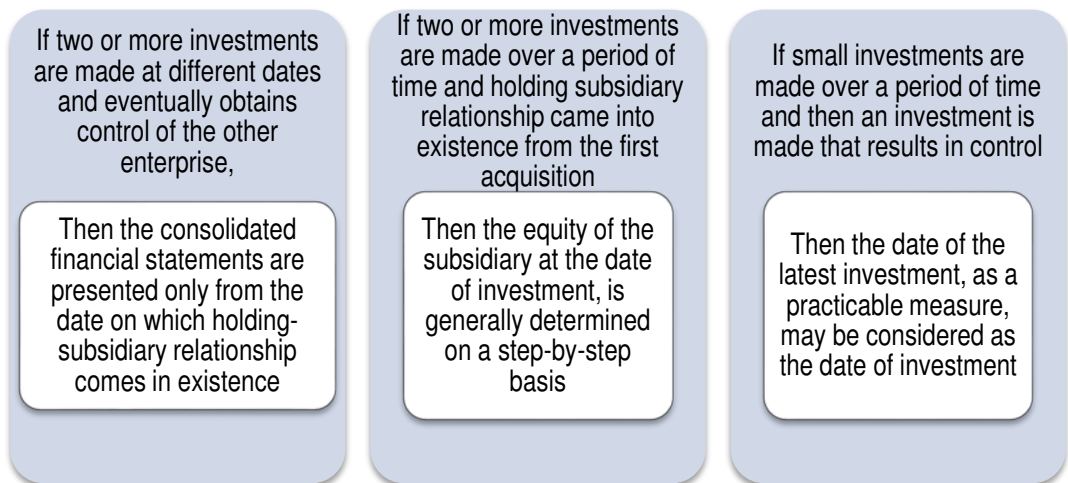 If two or more investments
are made at different dates
and eventually obtains
control of the other
enterprise,
Then the consolidated
financial statements are
presented only from the
date on which holding-
subsidiary relationship
comes in existence
If two or more investments
are made over a period of
time and holding subsidiary
relationship came into
existence from the first
acquisition
Then the equity of the
subsidiary at the date
of investment, is
generally determined
on a step-by-step
basis
If small investments are
made over a period of time
and then an investment is
made that results in control
Then the date of the
latest investment, as a
practicable measure,
may be considered as
the date of investment